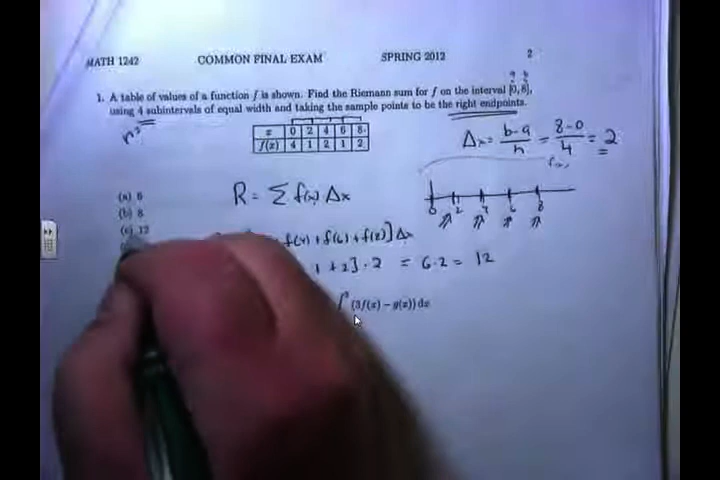 MATH 1242 COMMON FINAL EXAM SPRING 2012 2
a b
1. A table of values of a function f is shown. Find the Riemann sum for f on the interval [0,8],
using 4 subintervals of equal width and taking the sample points to be the right endpoints.
x 0 2 4 6 8
f(x) 4 1 2 1 2
Δx = b-a/n = 8-0/4 = 2
(a) 6
(b) 8
(c) 12
R = Σ f(x) Δx
0 2 4 6 8
f(4) + f(6) + f(8)] Δx
1 + 2] · 2 = 6·2 = 12
(3f(x) − g(x)) dx